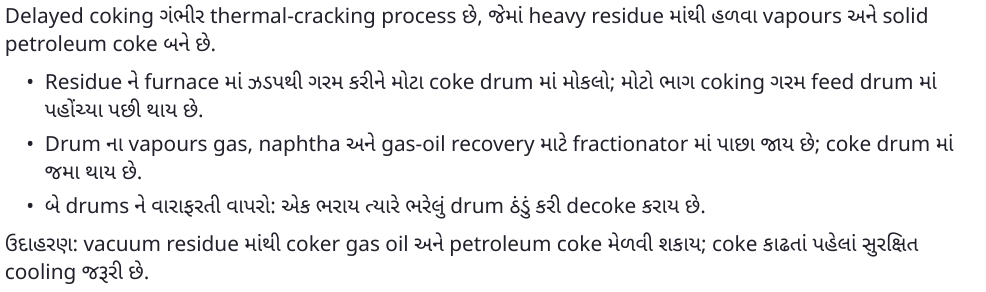 Delayed coking ગંભીર thermal-cracking process છે, જેમાં heavy residue માંથી હળવા vapours અને solid
petroleum coke બને છે.
• Residue ને furnace માં ઝડપથી ગરમ કરીને મોટા coke drum માં મોકલો; મોટો ભાગ coking ગરમ feed drum માં
પહોંચ્યા પછી થાય છે.
• Drum ના vapours gas, naphtha અને gas-oil recovery માટે fractionator માં પાછા જાય છે; coke drum માં
જમા થાય છે.
• બે drums ને વારાફરતી વાપરો: એક ભરાય ત્યારે ભરેલું drum ઠંડું કરી decoke કરાય છે.
ઉદાહરણ: vacuum residue માંથી coker gas oil અને petroleum coke મેળવી શકાય; coke કાઢતાં પહેલાં સુરક્ષિત
cooling જરૂરી છે.